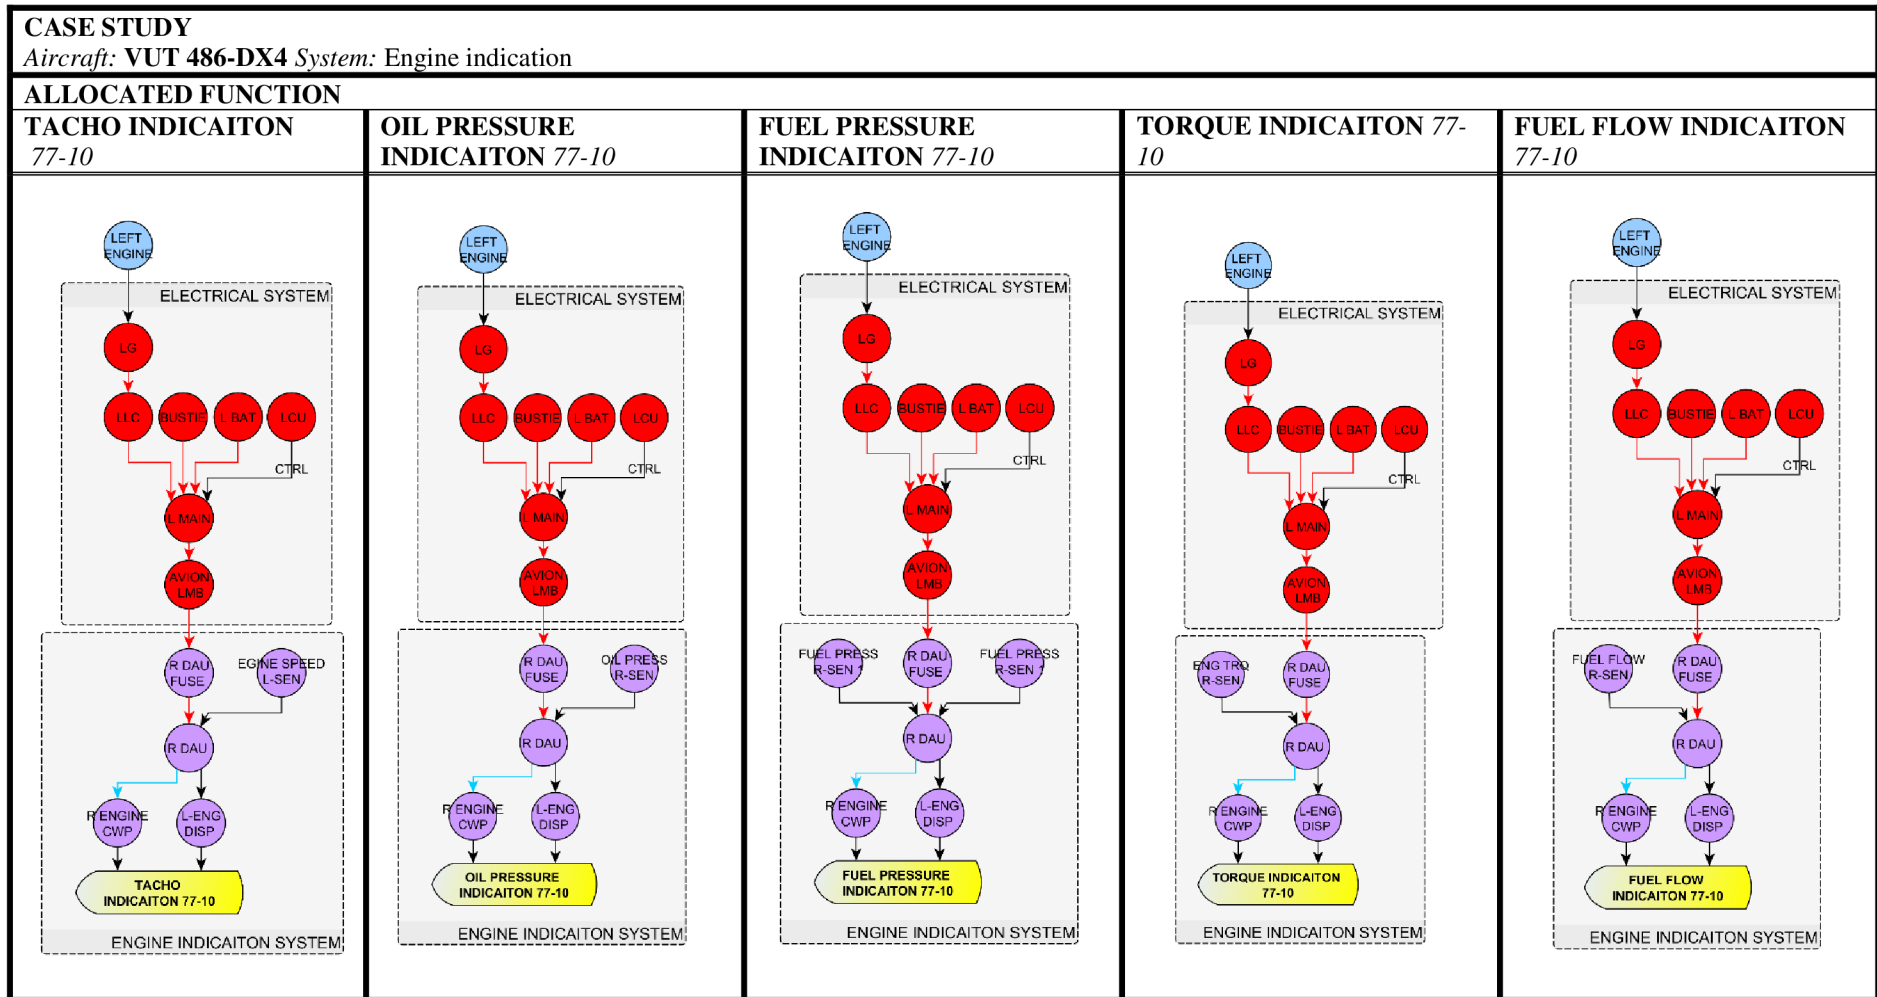 CASE STUDY
Aircraft: VUT 486-DX4 System: Engine indication
ALLOCATED FUNCTION
TACHO INDICAITON
77-10
OIL PRESSURE
INDICAITON 77-10
FUEL PRESSURE
INDICAITON 77-10
TORQUE INDICAITON 77-
10
FUEL FLOW INDICAITON
77-10
LEFT
ENGINE
ELECTRICAL SYSTEM
LG
LLC
BUSTIE
L BAT
LCU
CTRL
L MAIN
AVION
LMB
R DAU
FUSE
EGINE SPEED
L-SEN
R DAU
R ENGINE
CWP
L-ENG
DISP
TACHO
INDICAITON 77-10
ENGINE INDICAITON SYSTEM
LEFT
ENGINE
ELECTRICAL SYSTEM
LG
LLC
BUSTIE
L BAT
LCU
CTRL
L MAIN
AVION
LMB
R DAU
FUSE
OIL PRESS
R-SEN
R DAU
R ENGINE
CWP
L-ENG
DISP
OIL PRESSURE
INDICAITON 77-10
ENGINE INDICAITON SYSTEM
LEFT
ENGINE
ELECTRICAL SYSTEM
LG
LLC
BUSTIE
L BAT
LCU
CTRL
L MAIN
AVION
LMB
FUEL PRESS
R-SEN 1
R DAU
FUSE
FUEL PRESS
R-SEN 1
R DAU
R ENGINE
CWP
L-ENG
DISP
FUEL PRESSURE
INDICAITON 77-10
ENGINE INDICAITON SYSTEM
LEFT
ENGINE
ELECTRICAL SYSTEM
LG
LLC
BUSTIE
L BAT
LCU
CTRL
L MAIN
AVION
LMB
ENG TRQ
R-SEN
R DAU
FUSE
R DAU
R ENGINE
CWP
L-ENG
DISP
TORQUE INDICAITON
77-10
ENGINE INDICAITON SYSTEM
LEFT
ENGINE
ELECTRICAL SYSTEM
LG
LLC
BUSTIE
L BAT
LCU
CTRL
L MAIN
AVION
LMB
FUEL FLOW
R-SEN
R DAU
FUSE
R DAU
R ENGINE
CWP
L-ENG
DISP
FUEL FLOW
INDICAITON 77-10
ENGINE INDICAITON SYSTEM